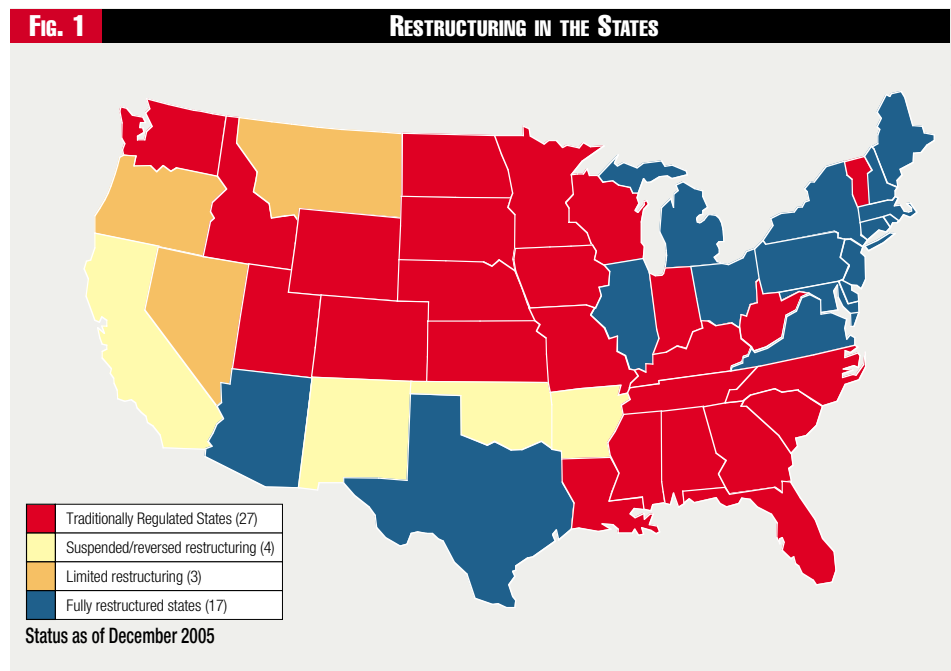 FIG. 1
RESTRUCTURING IN THE STATES
Traditionally Regulated States (27)
Suspended/reversed restructuring (4)
Limited restructuring (3)
Fully restructured states (17)
Status as of December 2005